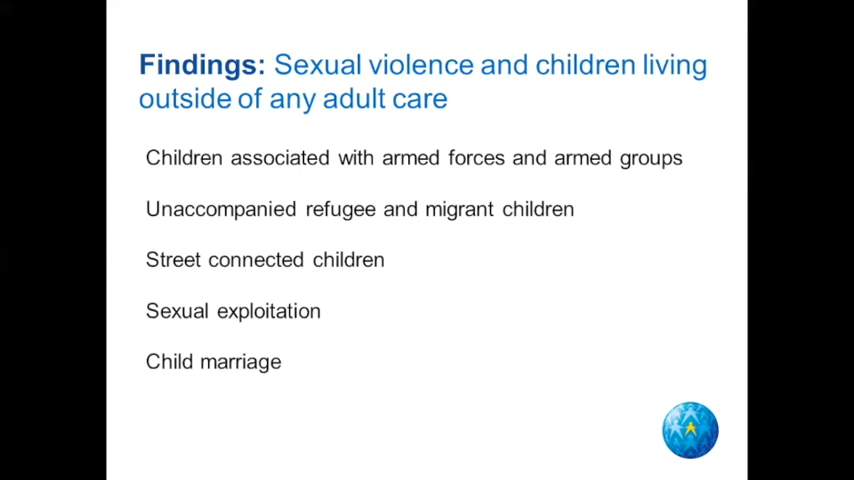 Findings: Sexual violence and children living
outside of any adult care
Children associated with armed forces and armed groups
Unaccompanied refugee and migrant children
Street connected children
Sexual exploitation
Child marriage